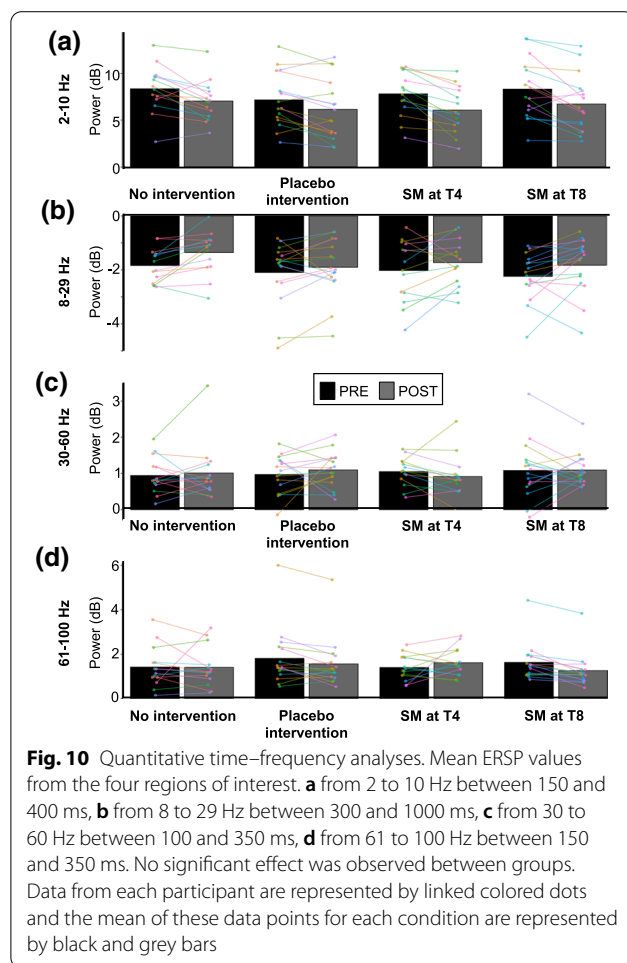 (a)
2-10 Hz
Power (dB)
10
5
0
No intervention
Placebo
intervention
SM at T4
SM at T8
(b)
8-29 Hz
Power (dB)
0
-2
-4
(c)
30-60 Hz
Power (dB)
3
2
1
0
PRE
POST
No intervention
Placebo
intervention
SM at T4
SM at T8
(d)
61-100 Hz
Power (dB)
6
4
2
0
No intervention
Placebo
intervention
SM at T4
SM at T8
Fig. 10 Quantitative time–frequency analyses. Mean ERSP values
from the four regions of interest. a from 2 to 10 Hz between 150 and
400 ms, b from 8 to 29 Hz between 300 and 1000 ms, c from 30 to
60 Hz between 100 and 350 ms, d from 61 to 100 Hz between 150
and 350 ms. No significant effect was observed between groups.
Data from each participant are represented by linked colored dots
and the mean of these data points for each condition are represented
by black and grey bars